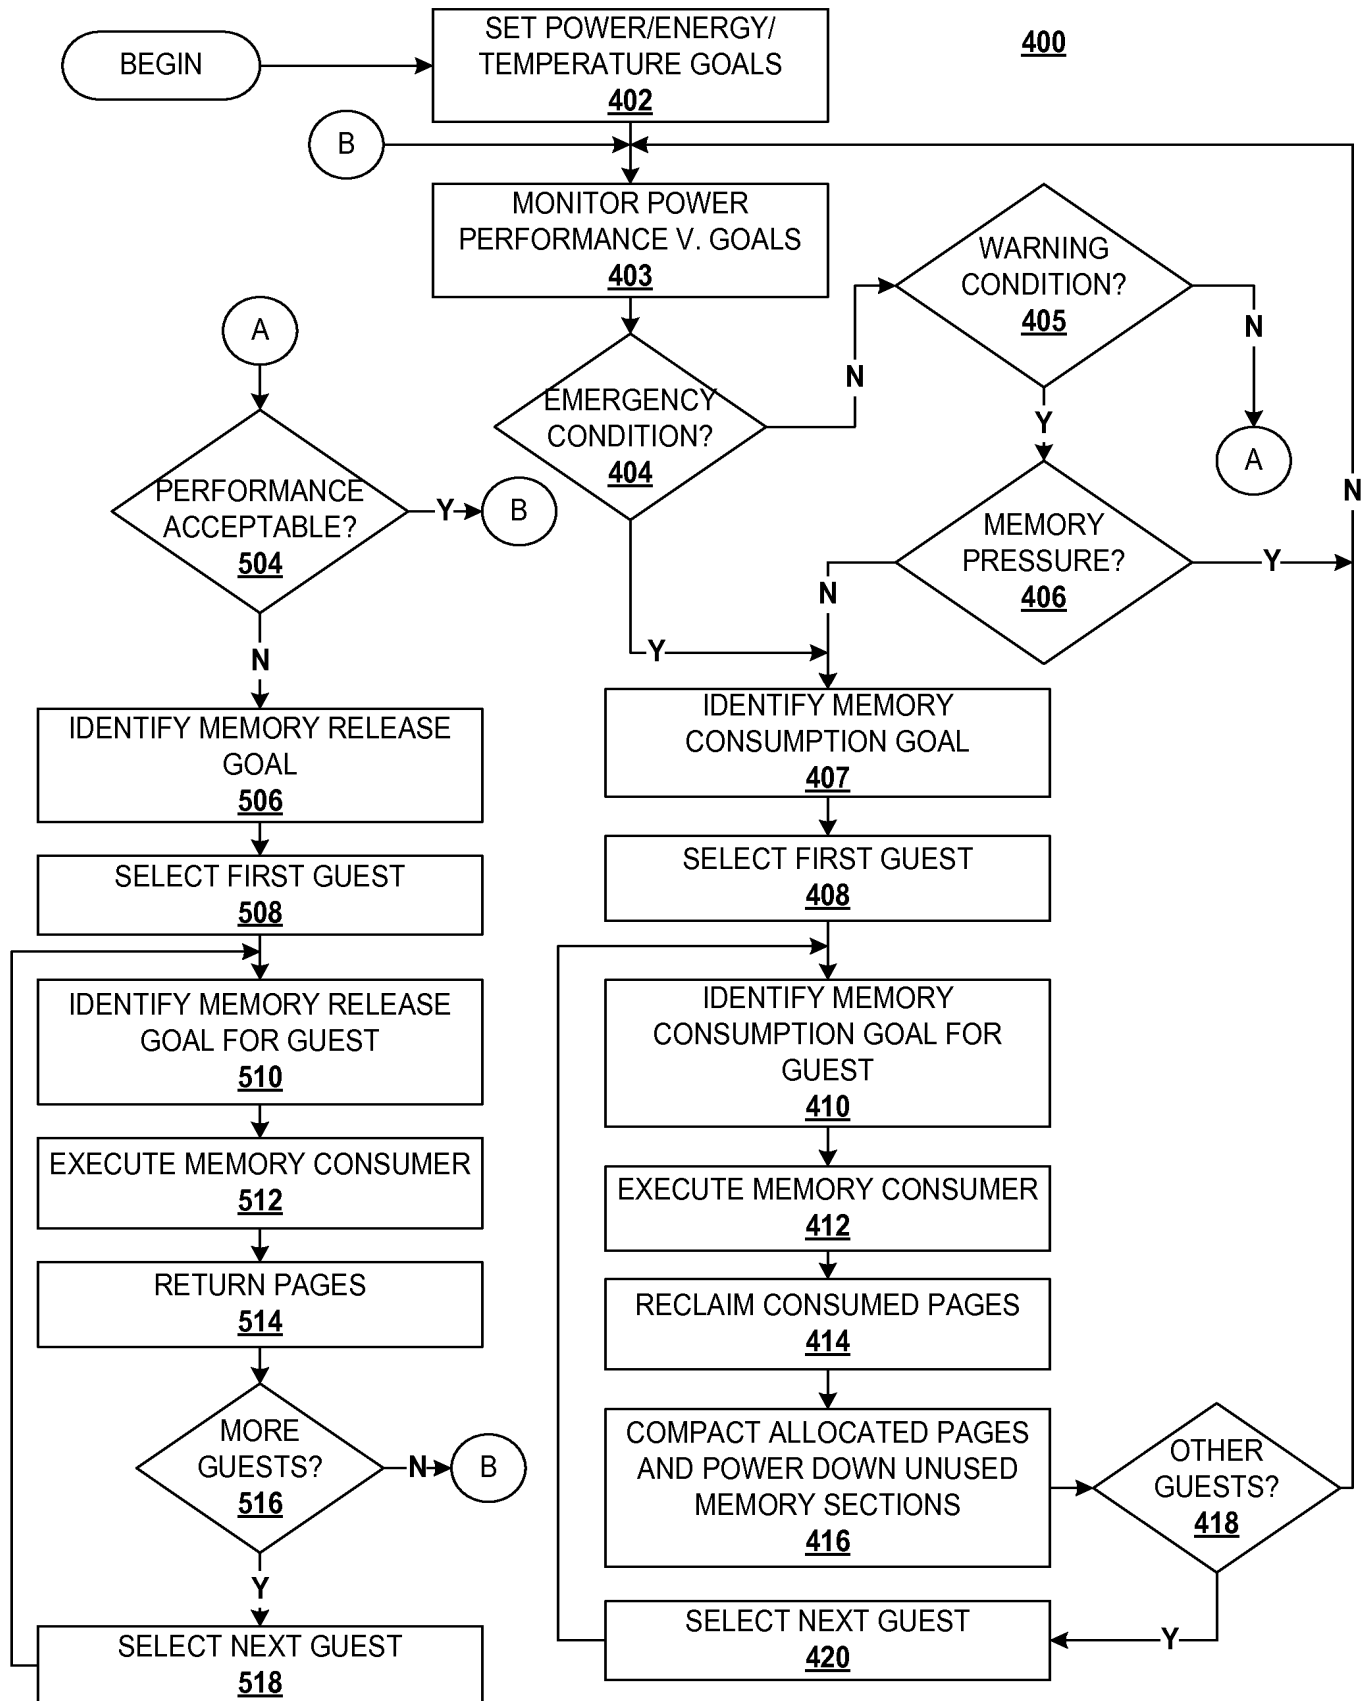 BEGIN
SET POWER/ENERGY/
TEMPERATURE GOALS
402
400
B
MONITOR POWER
PERFORMANCE V. GOALS
403
WARNING
CONDITION?
405
N
A
EMERGENCY
CONDITION?
404
N
Y
A
PERFORMANCE
ACCEPTABLE?
504
Y
B
MEMORY
PRESSURE?
406
Y
N
N
Y
N
IDENTIFY MEMORY RELEASE
GOAL
506
IDENTIFY MEMORY
CONSUMPTION GOAL
407
SELECT FIRST GUEST
508
SELECT FIRST GUEST
408
IDENTIFY MEMORY RELEASE
GOAL FOR GUEST
510
IDENTIFY MEMORY
CONSUMPTION GOAL FOR
GUEST
410
EXECUTE MEMORY CONSUMER
512
EXECUTE MEMORY CONSUMER
412
RETURN PAGES
514
RECLAIM CONSUMED PAGES
414
MORE
GUESTS?
516
N
B
COMPACT ALLOCATED PAGES
AND POWER DOWN UNUSED
MEMORY SECTIONS
416
OTHER
GUESTS?
418
Y
SELECT NEXT GUEST
518
SELECT NEXT GUEST
420
Y